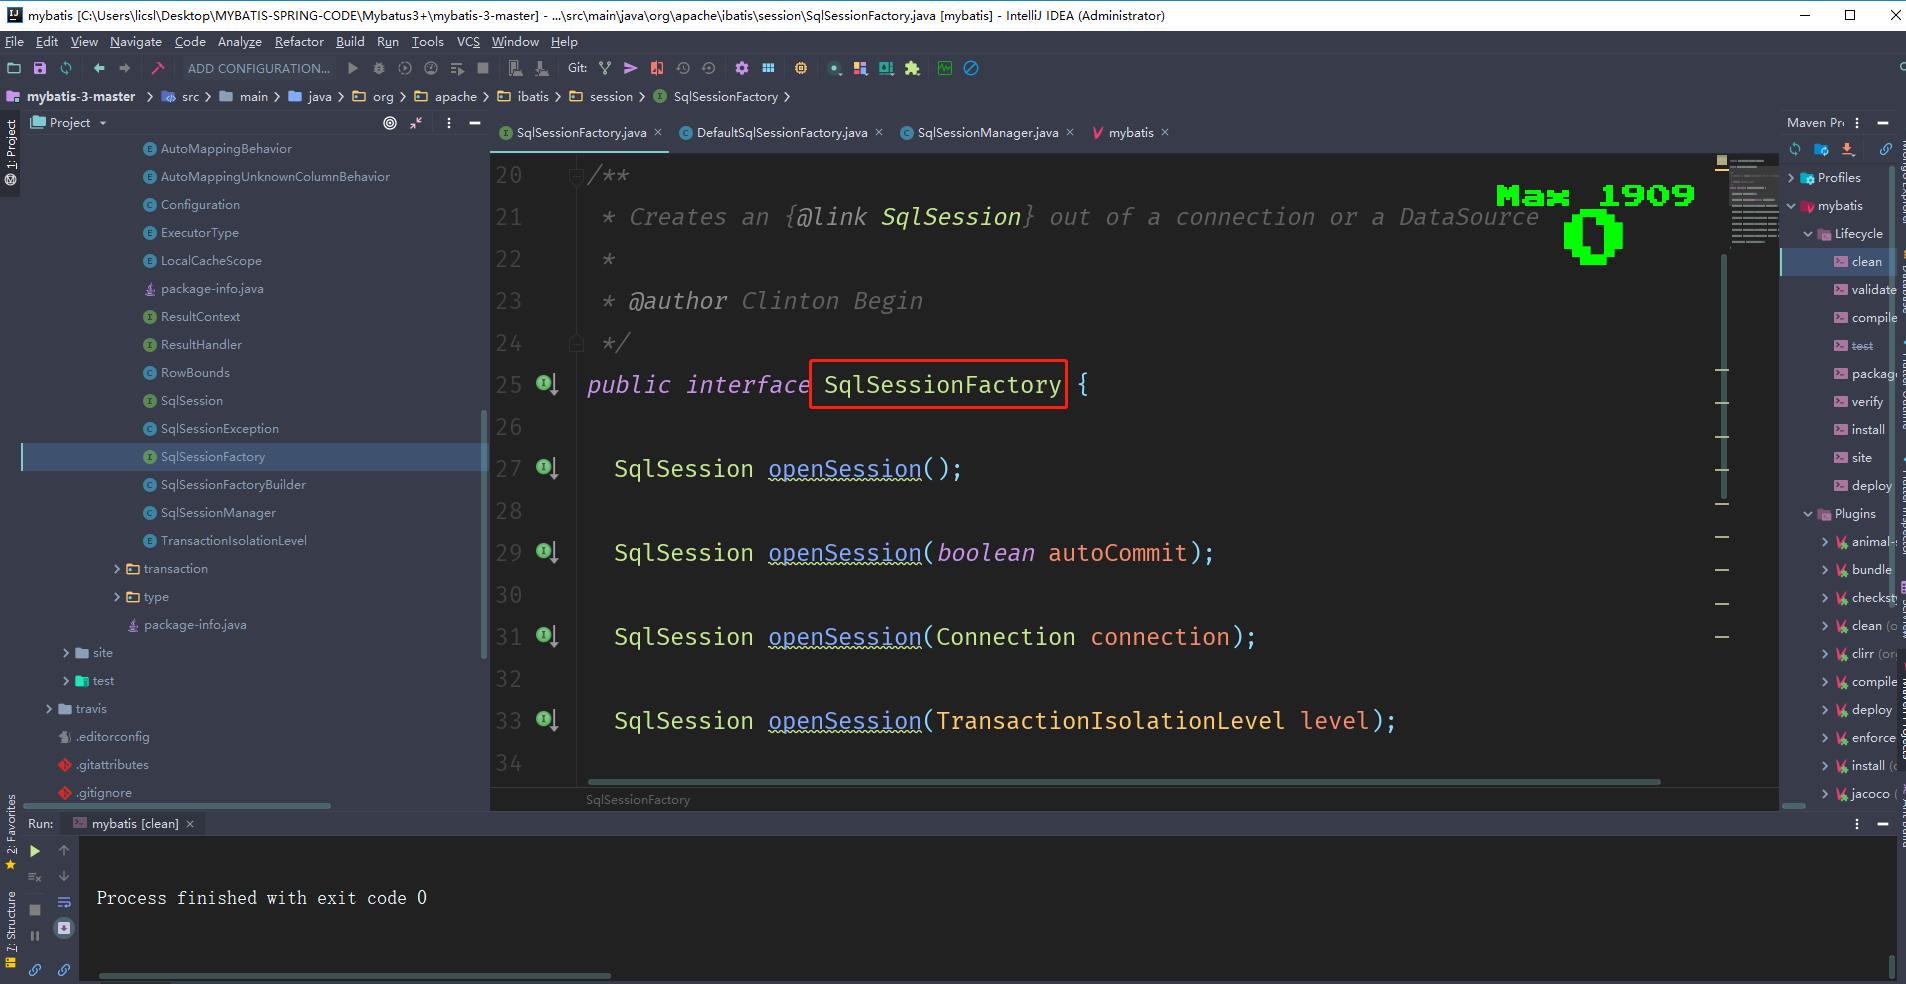 mybatis [C:\Users\licsl\Desktop\MYBATIS-SPRING-CODE\Mybatus3+\mybatis-3-master] - ...\src\main\java\org\apache\ibatis\session\SqlSessionFactory.java [mybatis] - IntelliJ IDEA (Administrator)
File Edit View Navigate Code Analyze Refactor Build Run Tools VCS Window Help
ADD CONFIGURATION... Git:
mybatis-3-master src main java org apache ibatis session SqlSessionFactory
1: Project
Project
AutoMappingBehavior
AutoMappingUnknownColumnBehavior
Configuration
ExecutorType
LocalCacheScope
package-info.java
ResultContext
ResultHandler
RowBounds
SqlSession
SqlSessionException
SqlSessionFactory
SqlSessionFactoryBuilder
SqlSessionManager
TransactionIsolationLevel
transaction
type
package-info.java
site
test
travis
.editorconfig
.gitattributes
.gitignore
SqlSessionFactory.java DefaultSqlSessionFactory.java SqlSessionManager.java mybatis
20 /**
21 * Creates an {@link SqlSession} out of a connection or a DataSource
22 *
23 * @author Clinton Begin
24 */
25 public interface SqlSessionFactory {
26
27 SqlSession openSession();
28
29 SqlSession openSession(boolean autoCommit);
30
31 SqlSession openSession(Connection connection);
32
33 SqlSession openSession(TransactionIsolationLevel level);
34
SqlSessionFactory
Max 1909
0
Maven Pr
Profiles
mybatis
Lifecycle
clean
validate
compile
test
package
verify
install
site
deploy
Plugins
animal-
bundle
checksty
clean (o
clirr (org
compile
deploy
enforce
install (
jacoco (
2: Favorites
7: Structure
Run: mybatis [clean]
Process finished with exit code 0